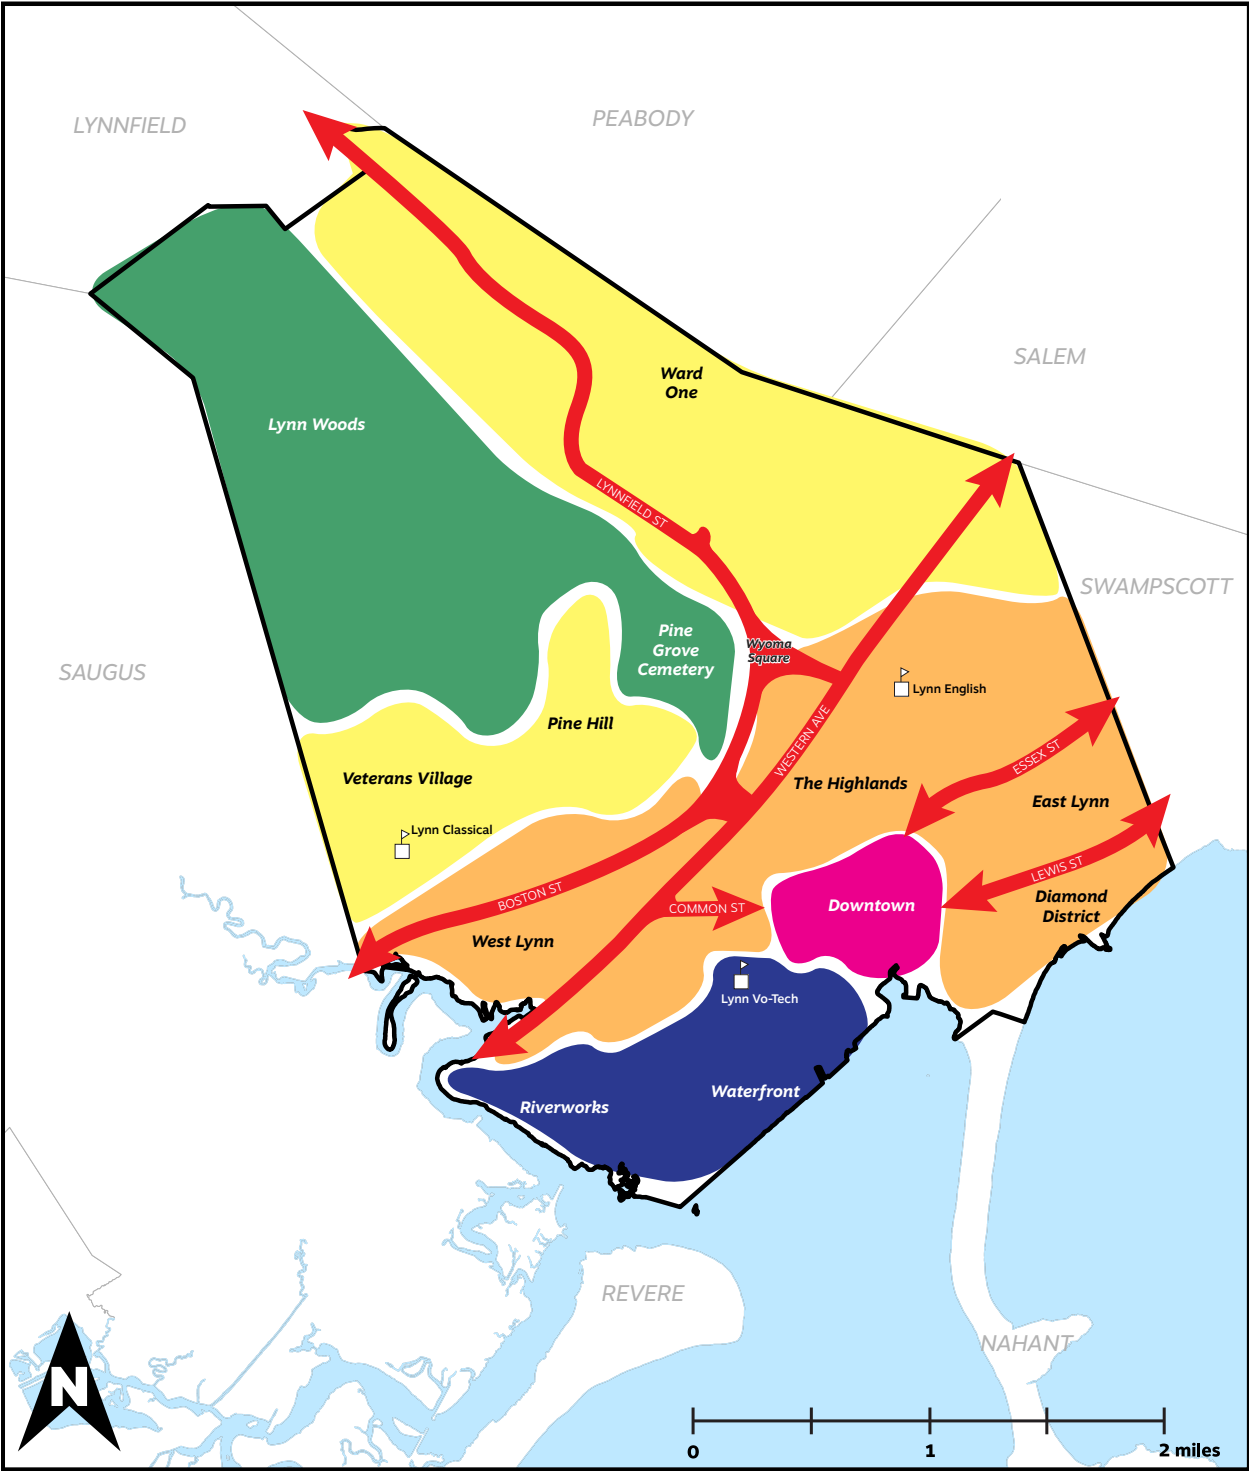 LYNNFIELD
PEABODY
SALEM
Ward
One
Lynn Woods
LYNNFIELD ST
SWAMPSCOTT
Pine
Grove
Cemetery
Wyoma
Square
SAUGUS
Lynn English
WESTERN AVE
Pine Hill
ESSEX ST
Veterans Village
The Highlands
East Lynn
Lynn Classical
LEWIS ST
BOSTON ST
COMMON ST
Downtown
Diamond
District
West Lynn
Lynn Vo-Tech
Waterfront
Riverworks
REVERE
NAHANT
N
0
1
2 miles